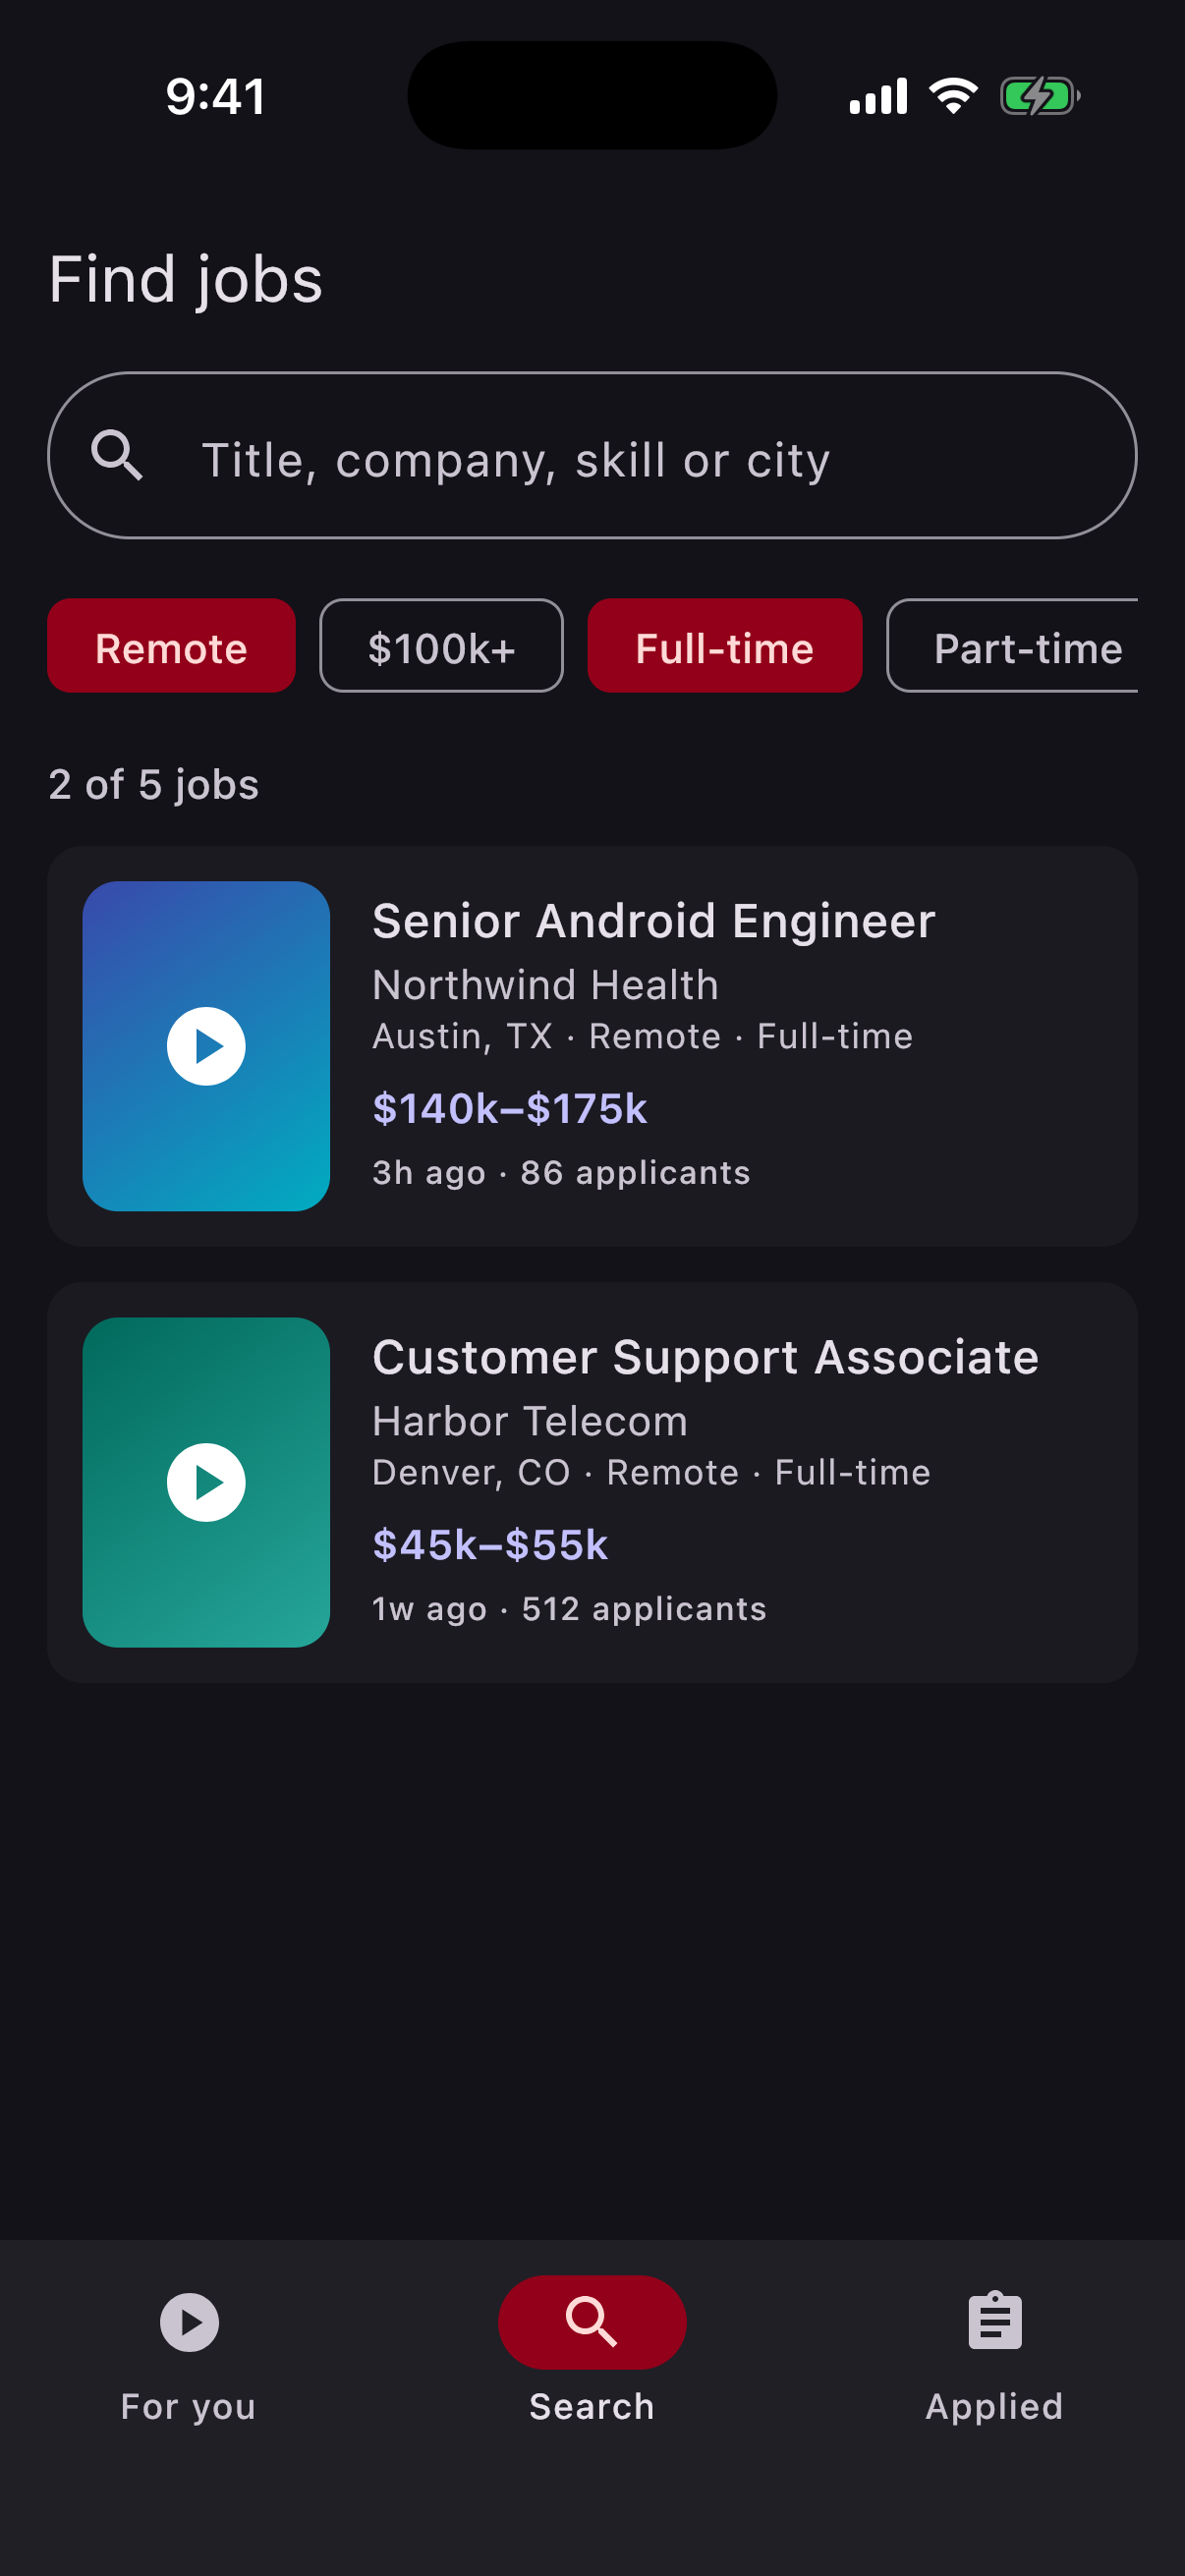 9:41
Find jobs
Title, company, skill or city
Remote
$100k+
Full-time
Part-time
2 of 5 jobs
Senior Android Engineer
Northwind Health
Austin, TX · Remote · Full-time
$140k–$175k
3h ago · 86 applicants
Customer Support Associate
Harbor Telecom
Denver, CO · Remote · Full-time
$45k–$55k
1w ago · 512 applicants
For you
Search
Applied